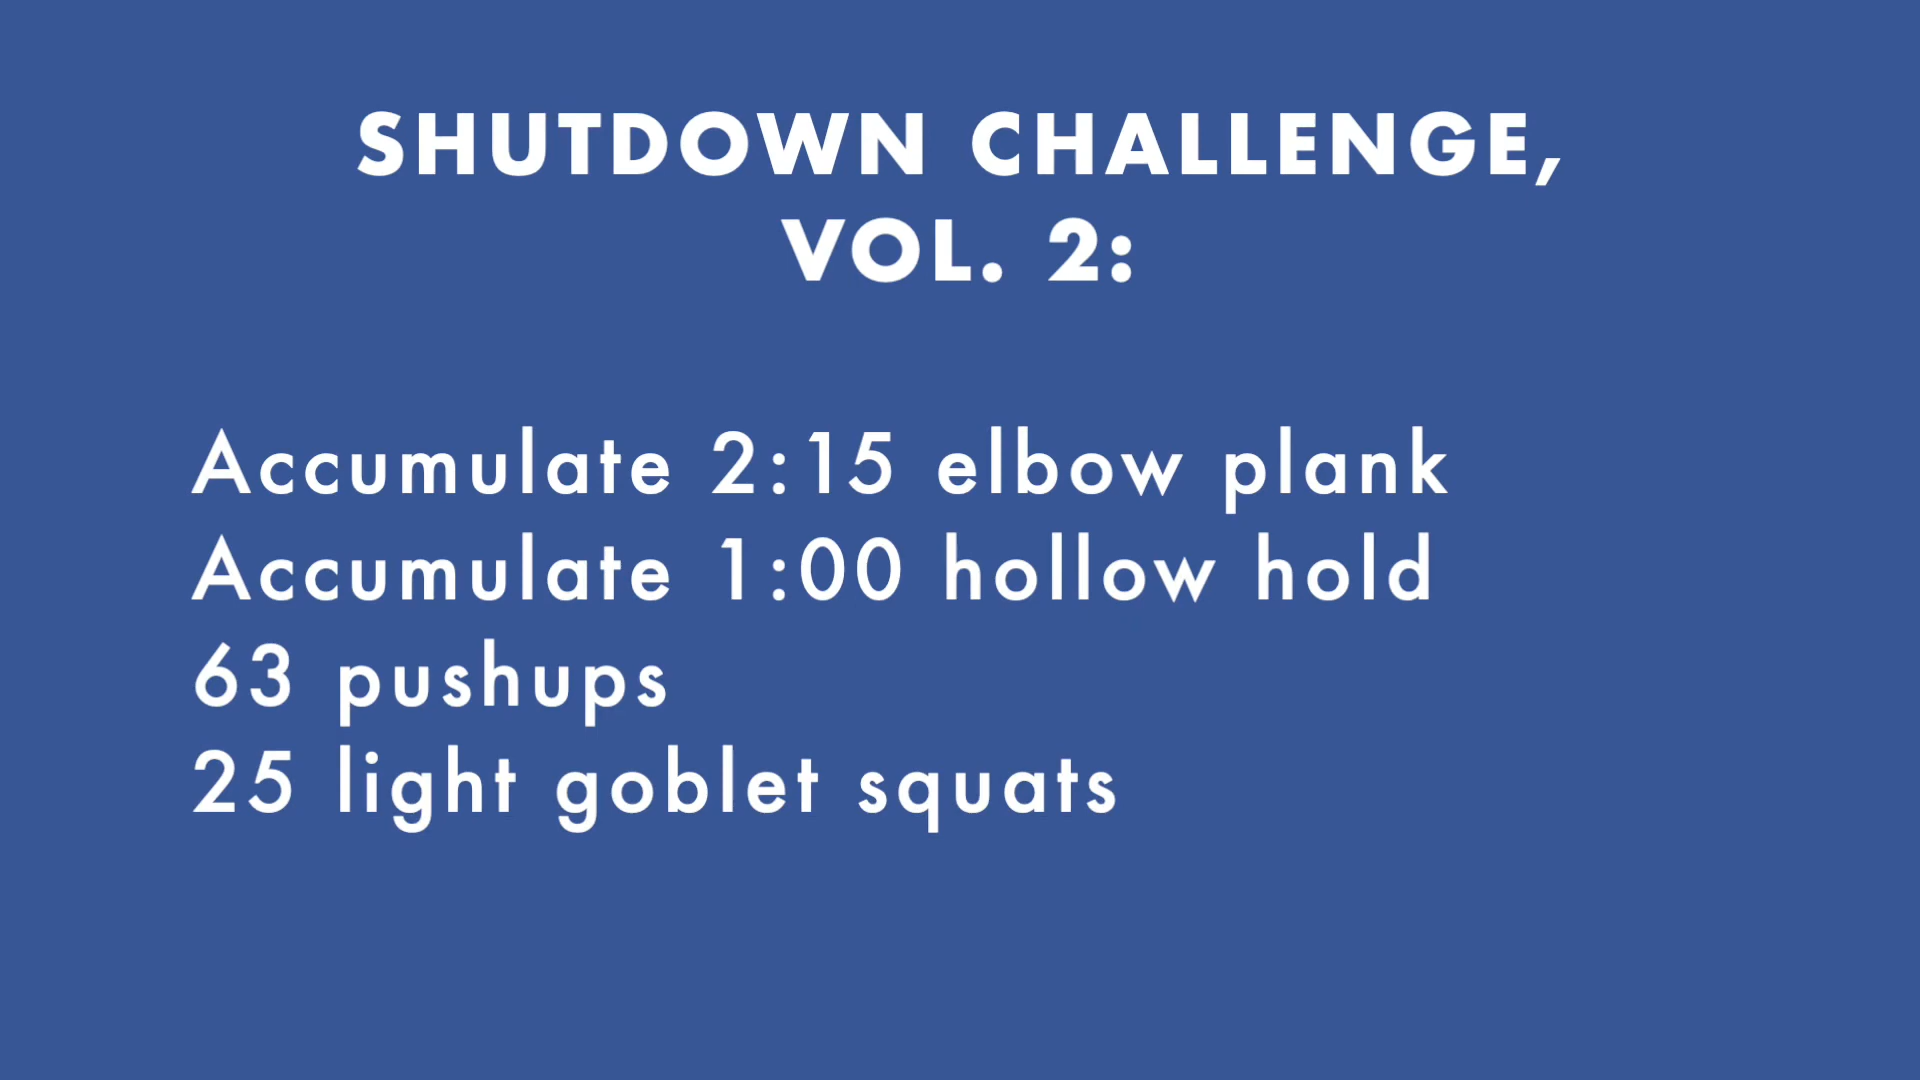 SHUTDOWN CHALLENGE,
VOL. 2:
Accumulate 2:15 elbow plank
Accumulate 1:00 hollow hold
63 pushups
25 light goblet squats